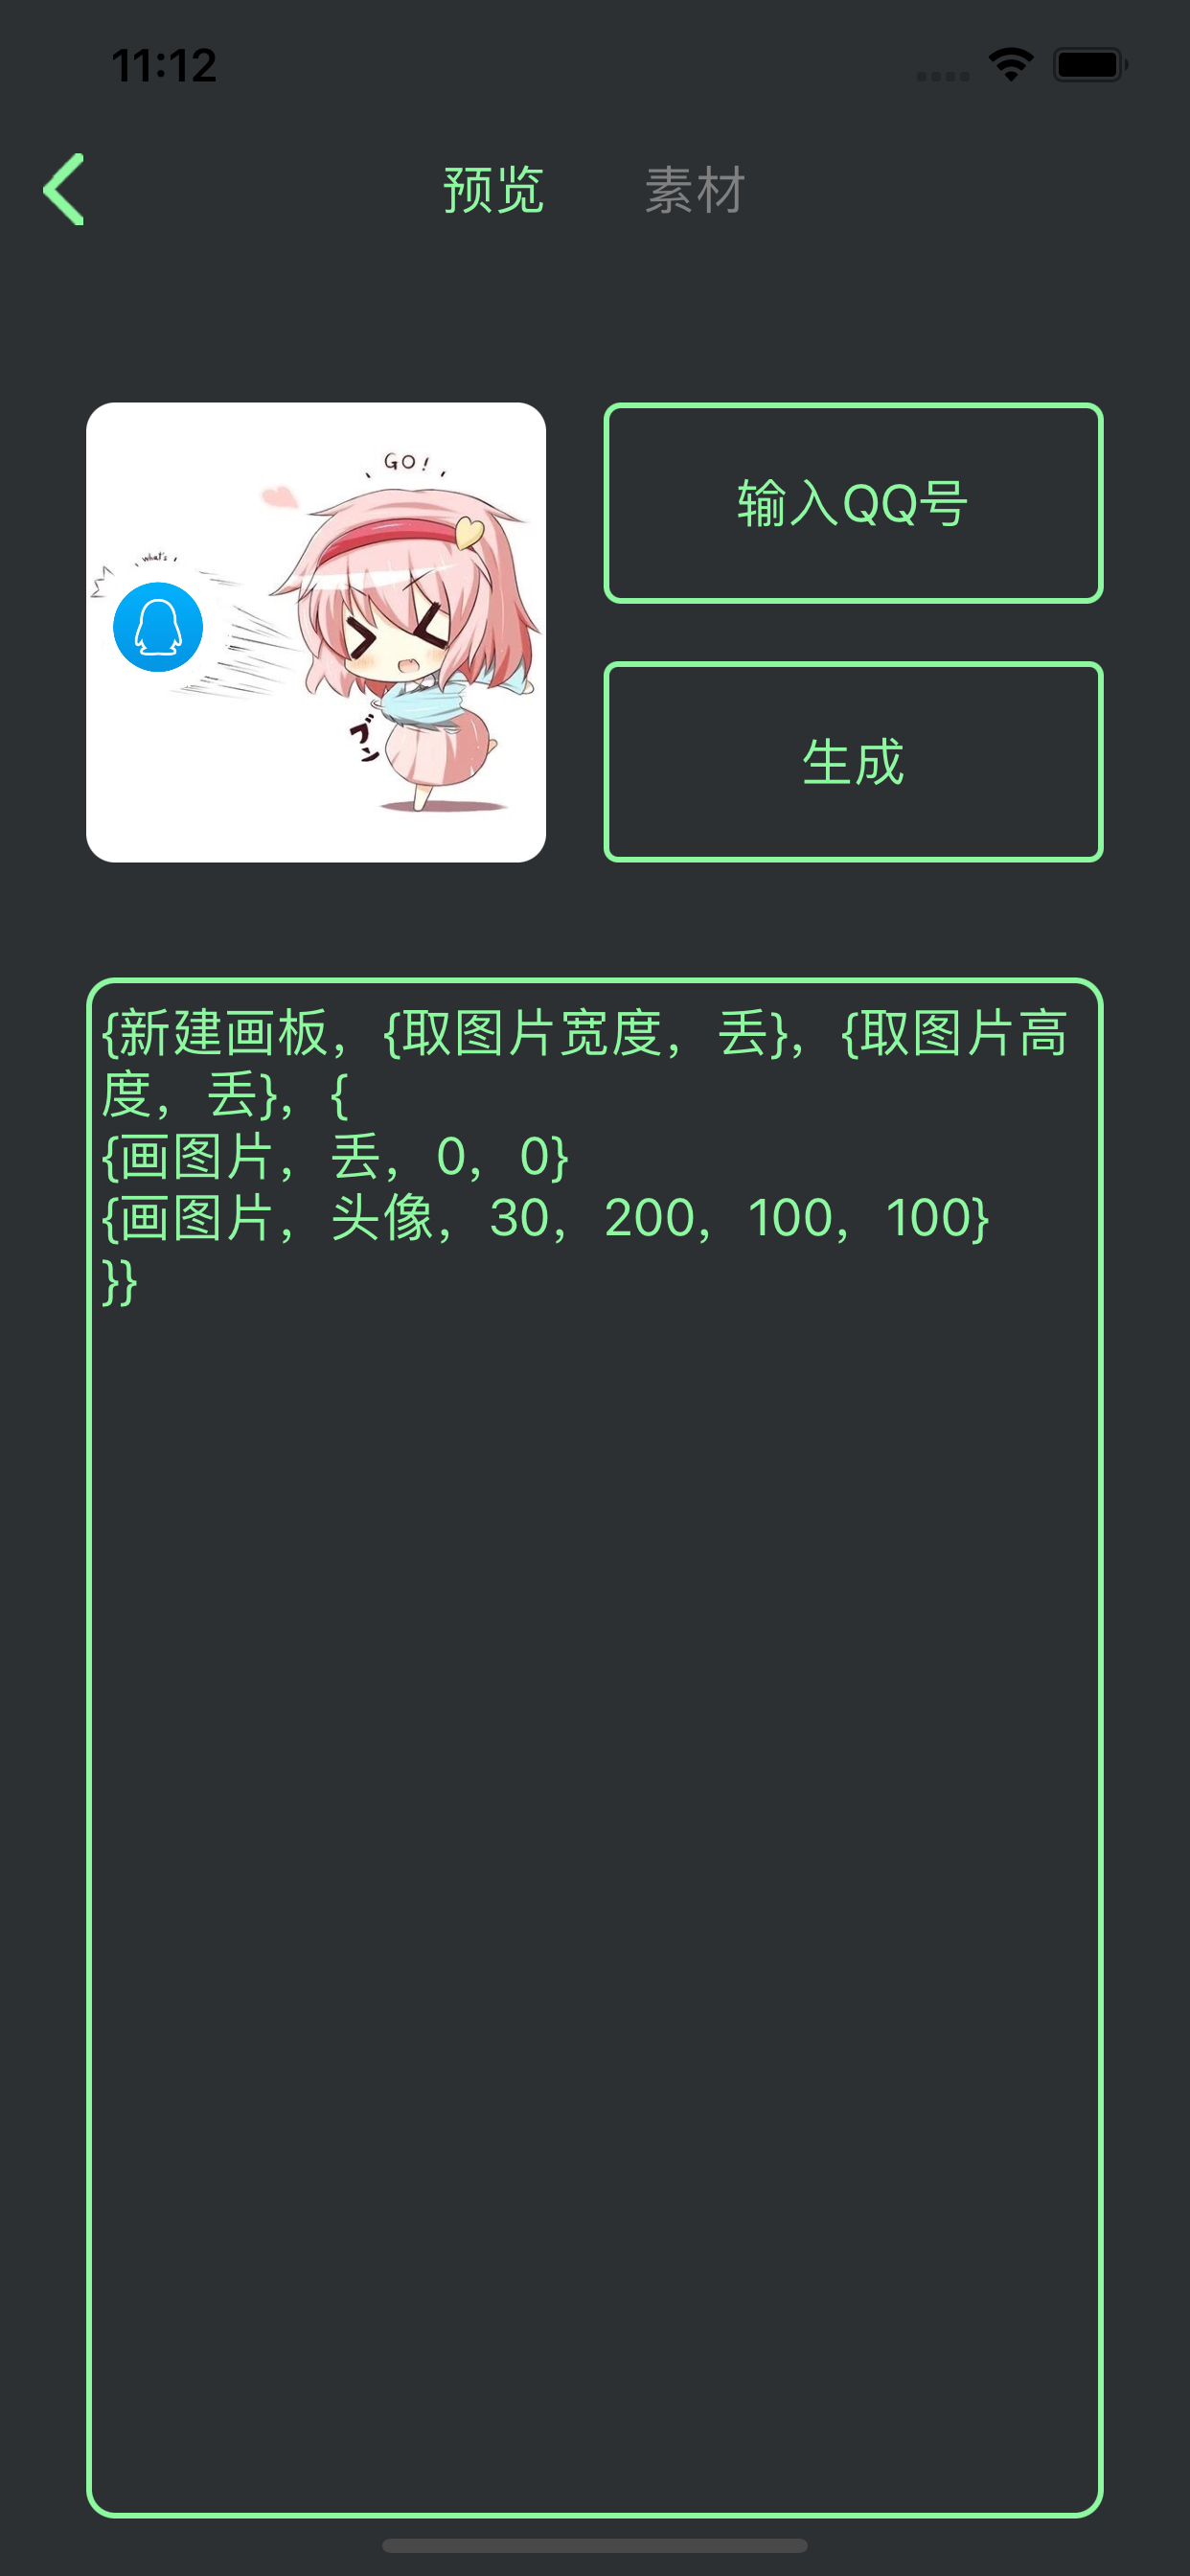 11:12
预览 素材
GO!
what's
ブン
输入QQ号
生成
{新建画板，{取图片宽度，丢}，{取图片高
度，丢}，{
{画图片，丢，0，0}
{画图片，头像，30，200，100，100}
}}